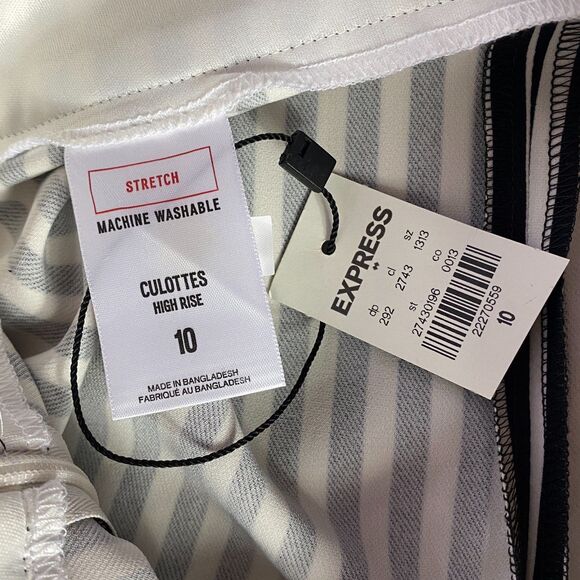 STRETCH
MACHINE WASHABLE
CULOTTES
HIGH RISE
10
MADE IN BANGLADESH
FABRIQUÉ AU BANGLADESH
EXPRESS
dp cl sz
292 2743 1313
st co
27430196 0013
22270559
10